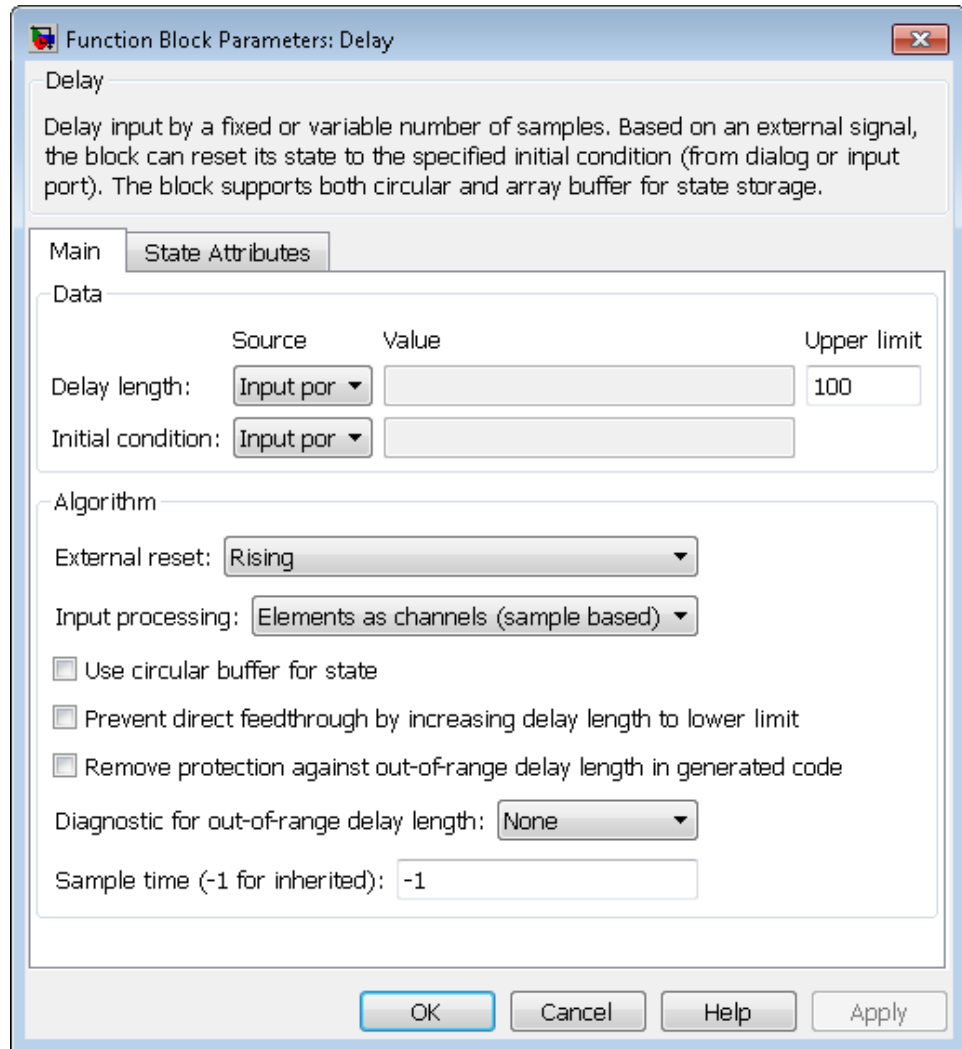 Function Block Parameters: Delay
Delay
Delay input by a fixed or variable number of samples. Based on an external signal,
the block can reset its state to the specified initial condition (from dialog or input
port). The block supports both circular and array buffer for state storage.
Main State Attributes
Data
Source Value Upper limit
Delay length: Input por 100
Initial condition: Input por
Algorithm
External reset: Rising
Input processing: Elements as channels (sample based)
Use circular buffer for state
Prevent direct feedthrough by increasing delay length to lower limit
Remove protection against out-of-range delay length in generated code
Diagnostic for out-of-range delay length: None
Sample time (-1 for inherited): -1
OK Cancel Help Apply